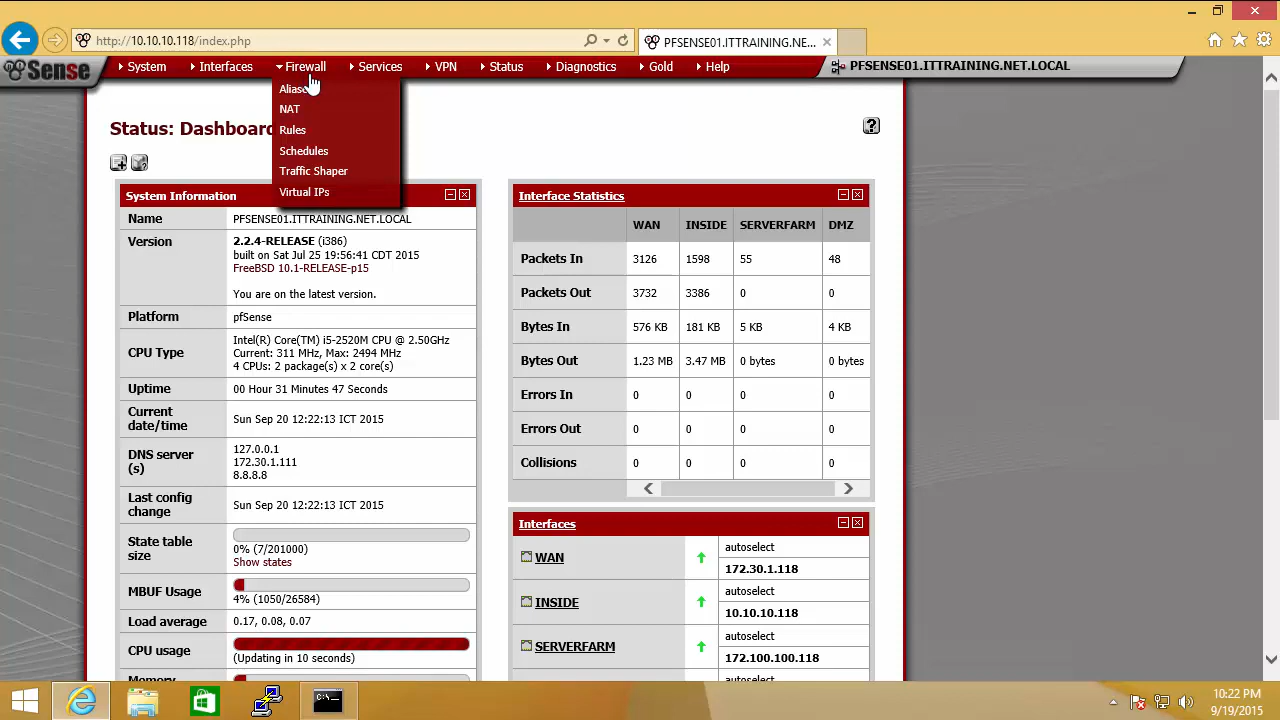 http://10.10.10.118/index.php
PFSENSE01.ITTRAINING.NE...
Sense
System
Interfaces
Firewall
Services
VPN
Status
Diagnostics
Gold
Help
PFSENSE01.ITTRAINING.NET.LOCAL
NAT
Rules
Schedules
Traffic Shaper
Virtual IPs
Status: Dashboard
System Information
Name
PFSENSE01.ITTRAINING.NET.LOCAL
Version
2.2.4-RELEASE (i386)
built on Sat Jul 25 19:56:41 CDT 2015
FreeBSD 10.1-RELEASE-p15
You are on the latest version.
Platform
pfSense
CPU Type
Intel(R) Core(TM) i5-2520M CPU @ 2.50GHz
Current: 311 MHz, Max: 2494 MHz
4 CPUs: 2 package(s) x 2 core(s)
Uptime
00 Hour 31 Minutes 47 Seconds
Current
date/time
Sun Sep 20 12:22:13 ICT 2015
DNS server
(s)
127.0.0.1
172.30.1.111
8.8.8.8
Last config
change
Sun Sep 20 12:22:13 ICT 2015
State table
size
0% (7/201000)
Show states
MBUF Usage
4% (1050/26584)
Load average
0.17, 0.08, 0.07
CPU usage
(Updating in 10 seconds)
Memory
Interface Statistics
WAN INSIDE SERVERFARM DMZ
Packets In 3126 1598 55 48
Packets Out 3732 3386 0 0
Bytes In 576 KB 181 KB 5 KB 4 KB
Bytes Out 1.23 MB 3.47 MB 0 bytes 0 bytes
Errors In 0 0 0 0
Errors Out 0 0 0 0
Collisions 0 0 0 0
Interfaces
WAN
autoselect
172.30.1.118
INSIDE
autoselect
10.10.10.118
SERVERFARM
autoselect
172.100.100.118
autoselect
10:22 PM
9/19/2015